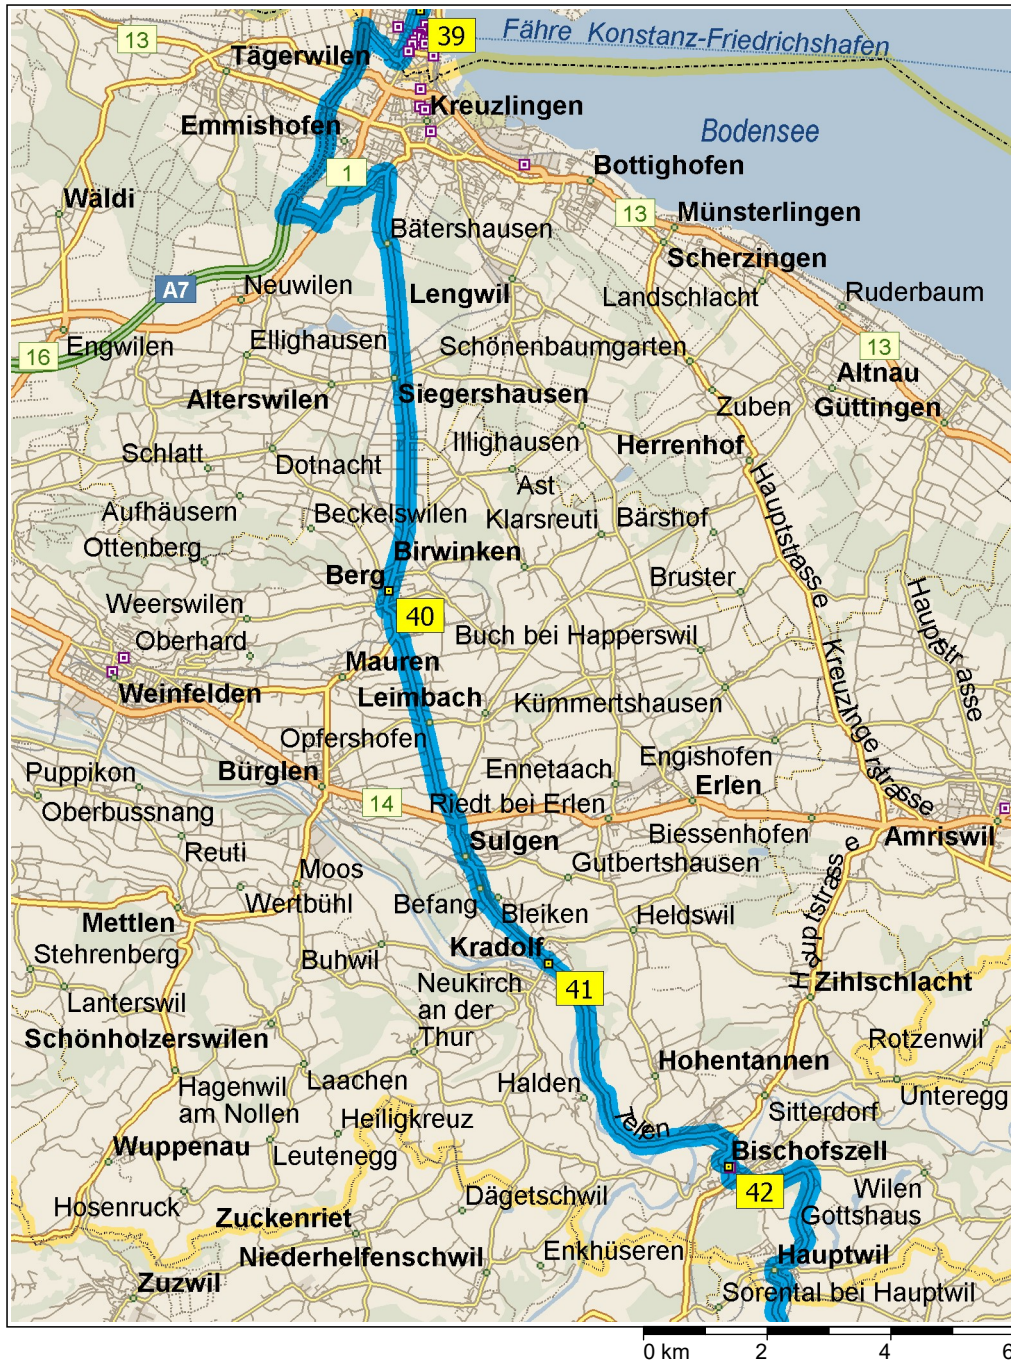 39
Fähre Konstanz-Friedrichshafen
13
Tägerwilen
Kreuzlingen
Emmishofen
Bodensee
Bottighofen
1
Wäldi
13
Münsterlingen
Bätershausen
Scherzingen
A7
Neuwilen
Lengwil
Landschlacht
Ruderbaum
Engwilen
Ellighausen
Schönenbaumgarten
13
16
Altnau
Alterswilen
Siegershausen
Zuben
Güttingen
Illighausen
Herrenhof
Schlatt
Dotnacht
Ast
Hauptstrasse
Aufhäusern
Beckelswilen
Klarsreuti
Bärshof
Ottenberg
Birwinken
Berg
Bruster
Hauptstrasse
Weerswilen
40
Oberhard
Buch bei Happerswil
Kreuzlingerstrasse
Mauren
Weinfelden
Leimbach
Kümmertshausen
Opfershofen
Engishofen
Puppikon
Bürglen
Ennetaach
Erlen
Oberbussnang
14
Riedt bei Erlen
Sulgen
Biessenhofen
Amriswil
Reuti
Moos
Gutbertshausen
Hauptstrasse
Wertbühl
Befang
Bleiken
Heldswil
Mettlen
Stehrenberg
Buhwil
Kradolf
Lanterswil
Neukirch
an der
Thur
41
Zihlschlacht
Schönholzerswilen
Rotzenwil
Hohentannen
Hagenwil
am Nollen
Laachen
Halden
Unteregg
Sitterdorf
Heiligkreuz
Telen
Wuppenau
Leutenegg
Bischofszell
42
Wilen
Gottshaus
Hosenruck
Zuckenriet
Dägetschwil
Niederhelfenschwil
Enkhüseren
Hauptwil
Zuzwil
Sorental bei Hauptwil
0 km
2
4
6